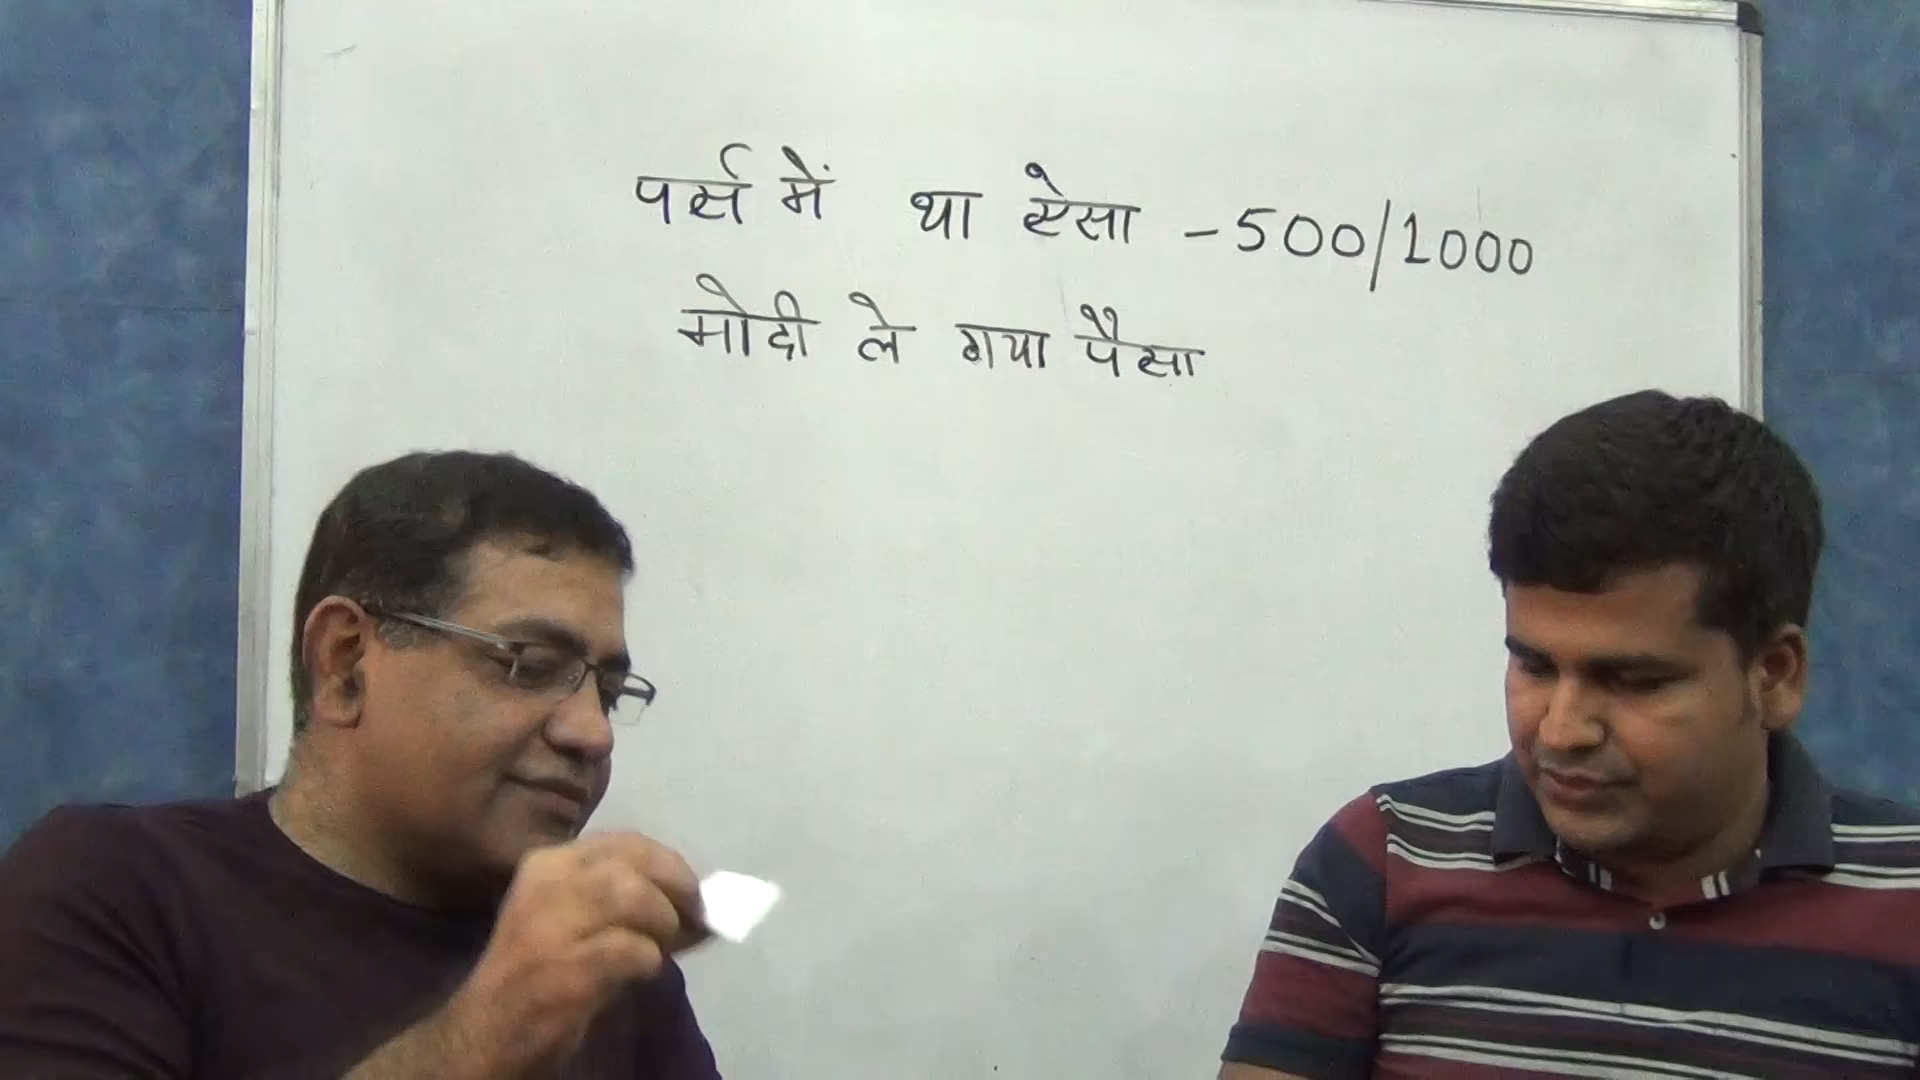 पर्स में था ऐसा - 500/1000
मोदी ले गया पैसा